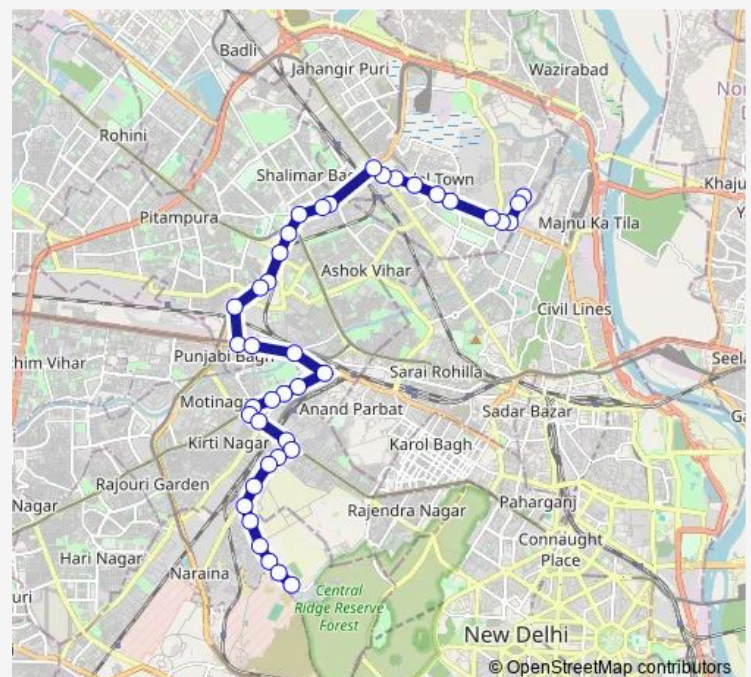 Badli
Jahangir Puri
Wazirabad
Rohini
Shalimar Ba
Town
Khaju
Pitampura
Majnu Ka Tila
Ashok Vihar
Civil Lines
Punjabi Bagh
Seela
him Vihar
Sarai Rohilla
Motinag
Anand Parbat
Sadar Bazar
Kirti Nagar
Karol Bagh
Rajouri Garden
Nagar
Rajendra Nagar
Paharganj
Connaught
Place
Hari Nagar
Naraina
Central
Ridge Reserve
Forest
uri
New Delhi
© OpenStreetMap contributors